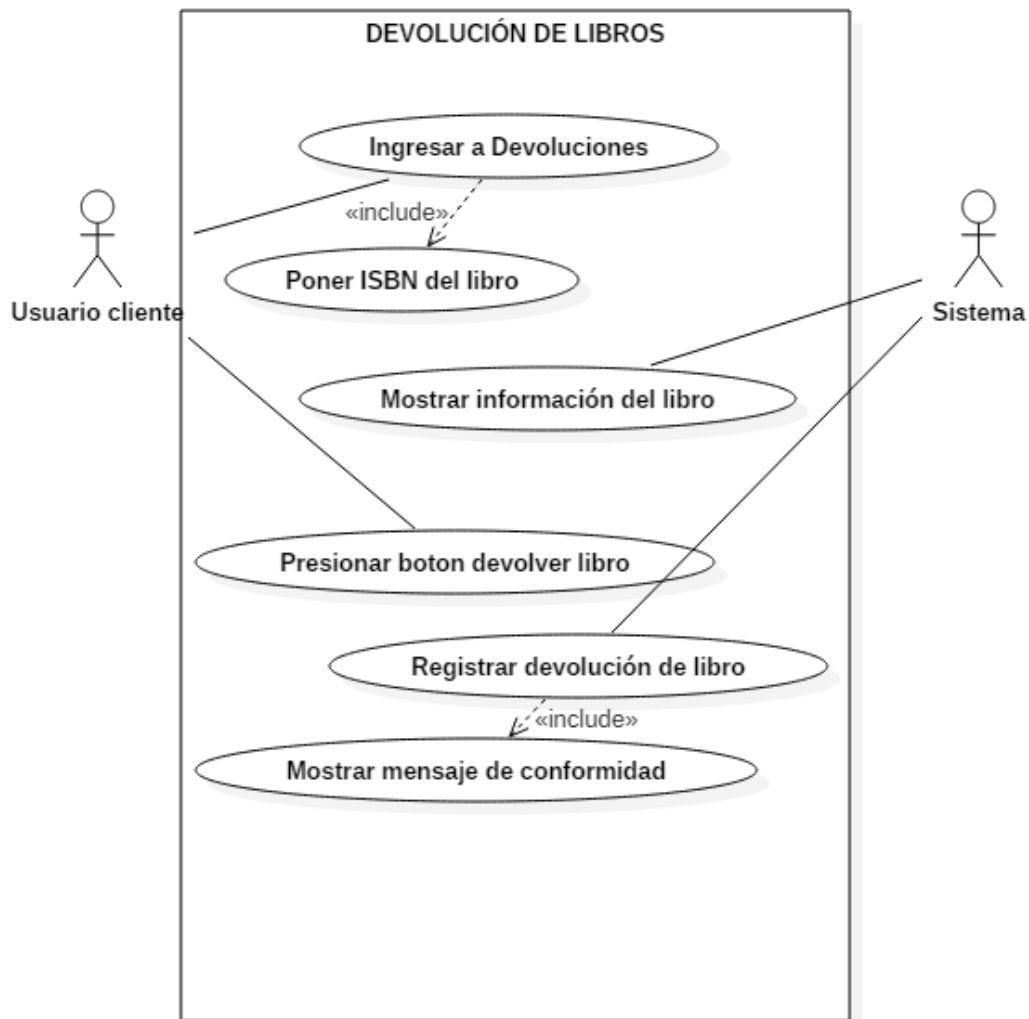 DEVOLUCIÓN DE LIBROS
Ingresar a Devoluciones
«include»
Poner ISBN del libro
Usuario cliente
Sistema
Mostrar información del libro
Presionar boton devolver libro
Registrar devolución de libro
«include»
Mostrar mensaje de conformidad